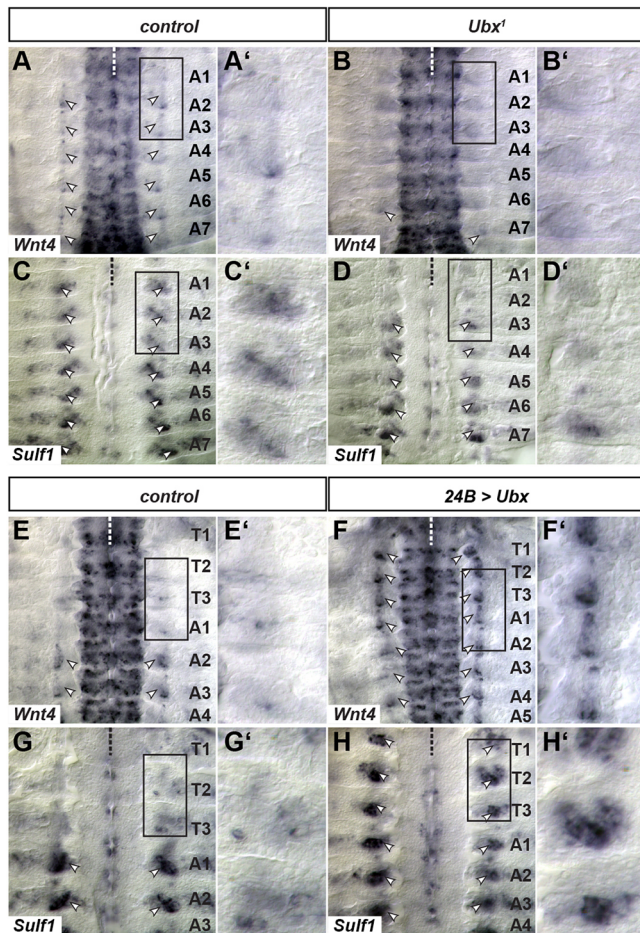 control
Ubx¹
A
A'
B
B'
A1
A2
A3
A4
A5
A6
A7
Wnt4
A1
A2
A3
A4
A5
A6
A7
Wnt4
C
C'
D
D'
A1
A2
A3
A4
A5
A6
A7
Sulf1
A1
A2
A3
A4
A5
A6
A7
Sulf1
control
24B > Ubx
E
E'
F
F'
T1
T2
T3
A1
A2
A3
A4
Wnt4
T1
T2
T3
A1
A2
A3
A4
A5
Wnt4
G
G'
H
H'
T1
T2
T3
A1
A2
A3
Sulf1
T1
T2
T3
A1
A2
A3
A4
Sulf1